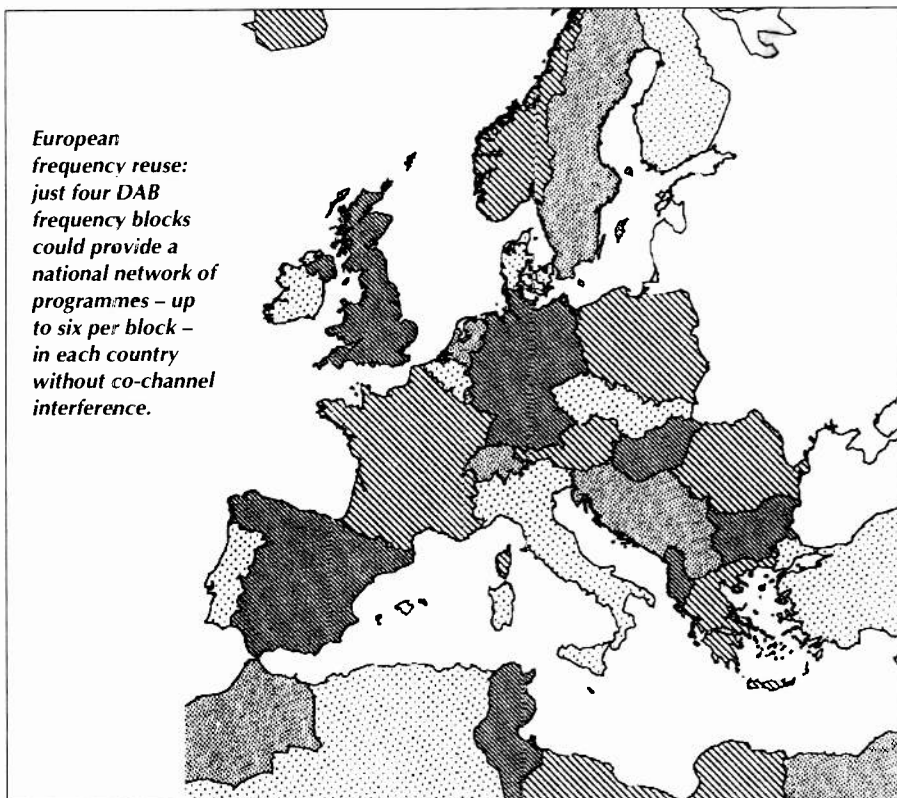 European
frequency reuse:
just four DAB
frequency blocks
could provide a
national network of
programmes – up
to six per block –
in each country
without co-channel
interference.